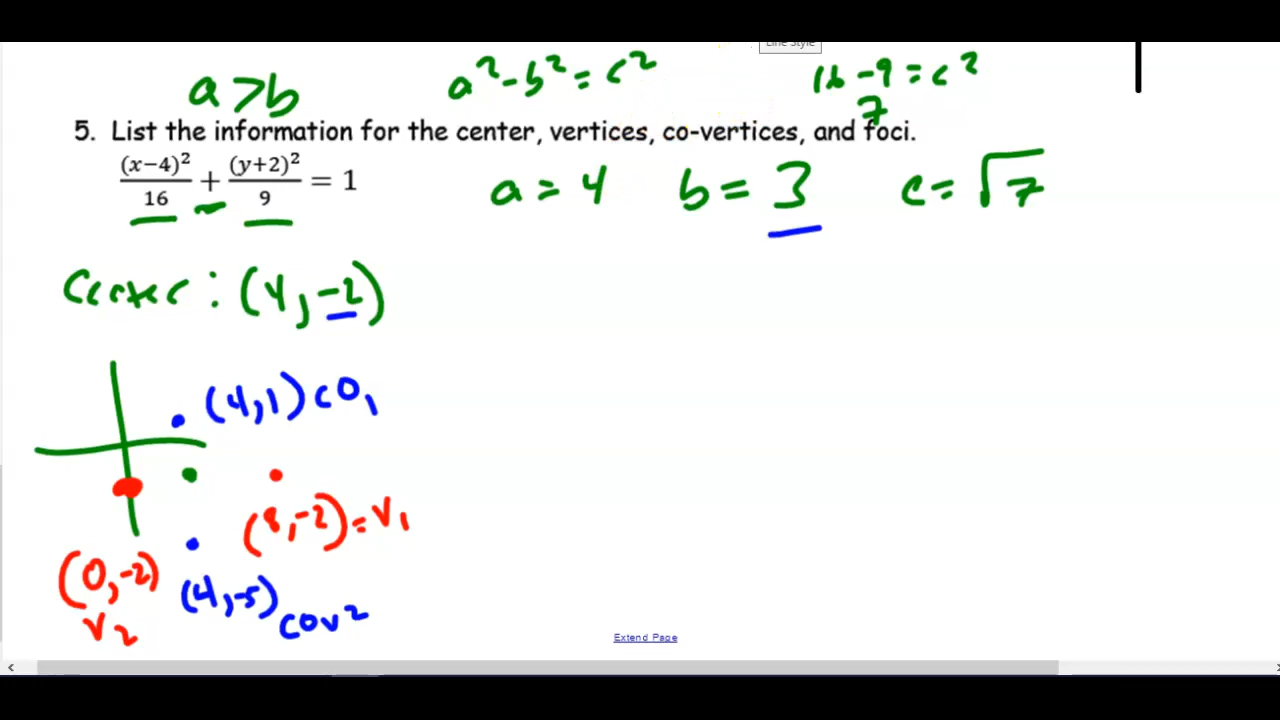 Line Style
a > b a² - b² = c² 16 - 9 = c²
7
5. List the information for the center, vertices, co-vertices, and foci.
(x−4)²/16 + (y+2)²/9 = 1 a = 4 b = 3 c = √7
Center : (4, -2)
(4, 1) CO₁
(8, -2) = V₁
(0, -2)
V₂
(4, -5)
COV²
Extend Page